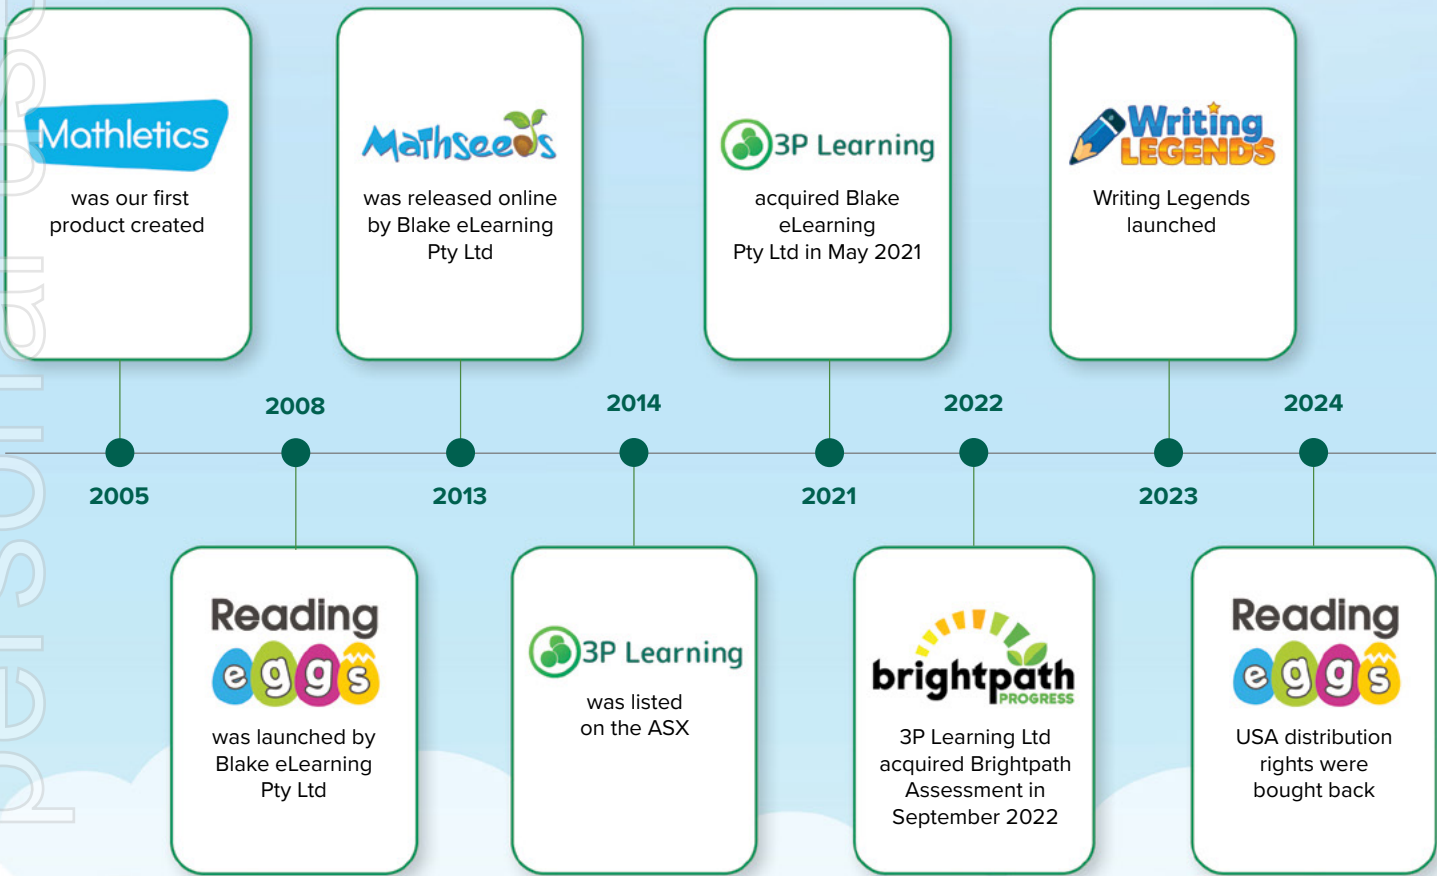 Mathletics
was our first
product created
Mathseeds
was released online
by Blake eLearning
Pty Ltd
3P Learning
acquired Blake
eLearning
Pty Ltd in May 2021
Writing
LEGENDS
Writing Legends
launched
2008
2014
2022
2024
2005
2013
2021
2023
Reading
eggs
was launched by
Blake eLearning
Pty Ltd
3P Learning
was listed
on the ASX
brightpath
PROGRESS
3P Learning Ltd
acquired Brightpath
Assessment in
September 2022
Reading
eggs
USA distribution
rights were
bought back
personal use